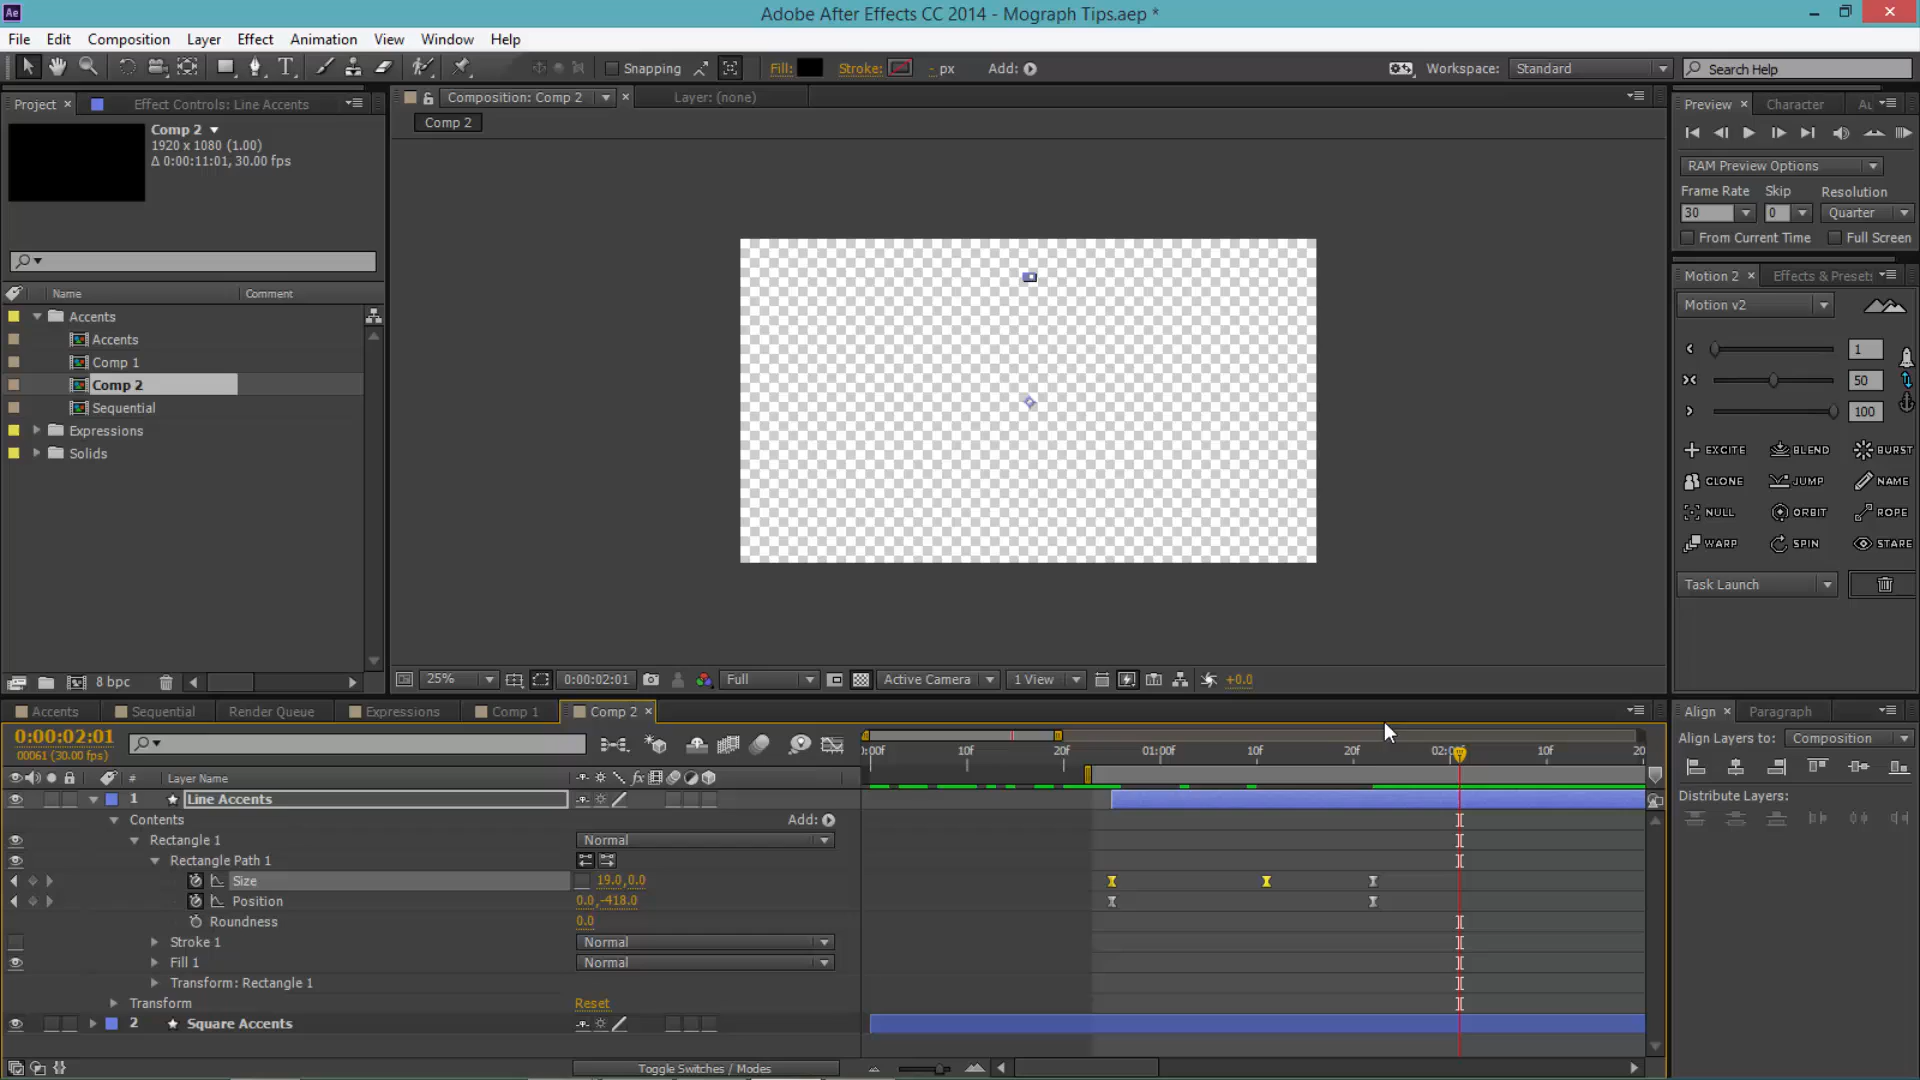 Ae
Adobe After Effects CC 2014 - Mograph Tips.aep *
File Edit Composition Layer Effect Animation View Window Help
Snapping
Fill:
Stroke:
- px
Add:
Workspace:
Standard
Search Help
Project ×
Effect Controls: Line Accents
Comp 2
1920 x 1080 (1.00)
Δ 0:00:11:01, 30.00 fps
Name
Comment
Accents
Accents
Comp 1
Comp 2
Sequential
Expressions
Solids
8 bpc
Composition: Comp 2
×
Layer: (none)
Comp 2
25%
0:00:02:01
Full
Active Camera
1 View
+0.0
Preview ×
Character
RAM Preview Options
Frame Rate Skip Resolution
30
0
Quarter
From Current Time
Full Screen
Motion 2 ×
Effects & Presets
Motion v2
1
50
100
EXCITE BLEND BURST
CLONE JUMP NAME
NULL ORBIT ROPE
WARP SPIN STARE
Task Launch
Accents
Sequential
Render Queue
Expressions
Comp 1
Comp 2 ×
0:00:02:01
00061 (30.00 fps)
10f
20f
01:00f
10f
20f
10f
20
# Layer Name
fx
1 Line Accents
Contents
Add:
Rectangle 1
Normal
Rectangle Path 1
Size
19.0,0.0
Position
0.0,-418.0
Roundness
0.0
Stroke 1
Normal
Fill 1
Normal
Transform: Rectangle 1
Transform
Reset
2 Square Accents
Toggle Switches / Modes
Align ×
Paragraph
Align Layers to:
Composition
Distribute Layers: